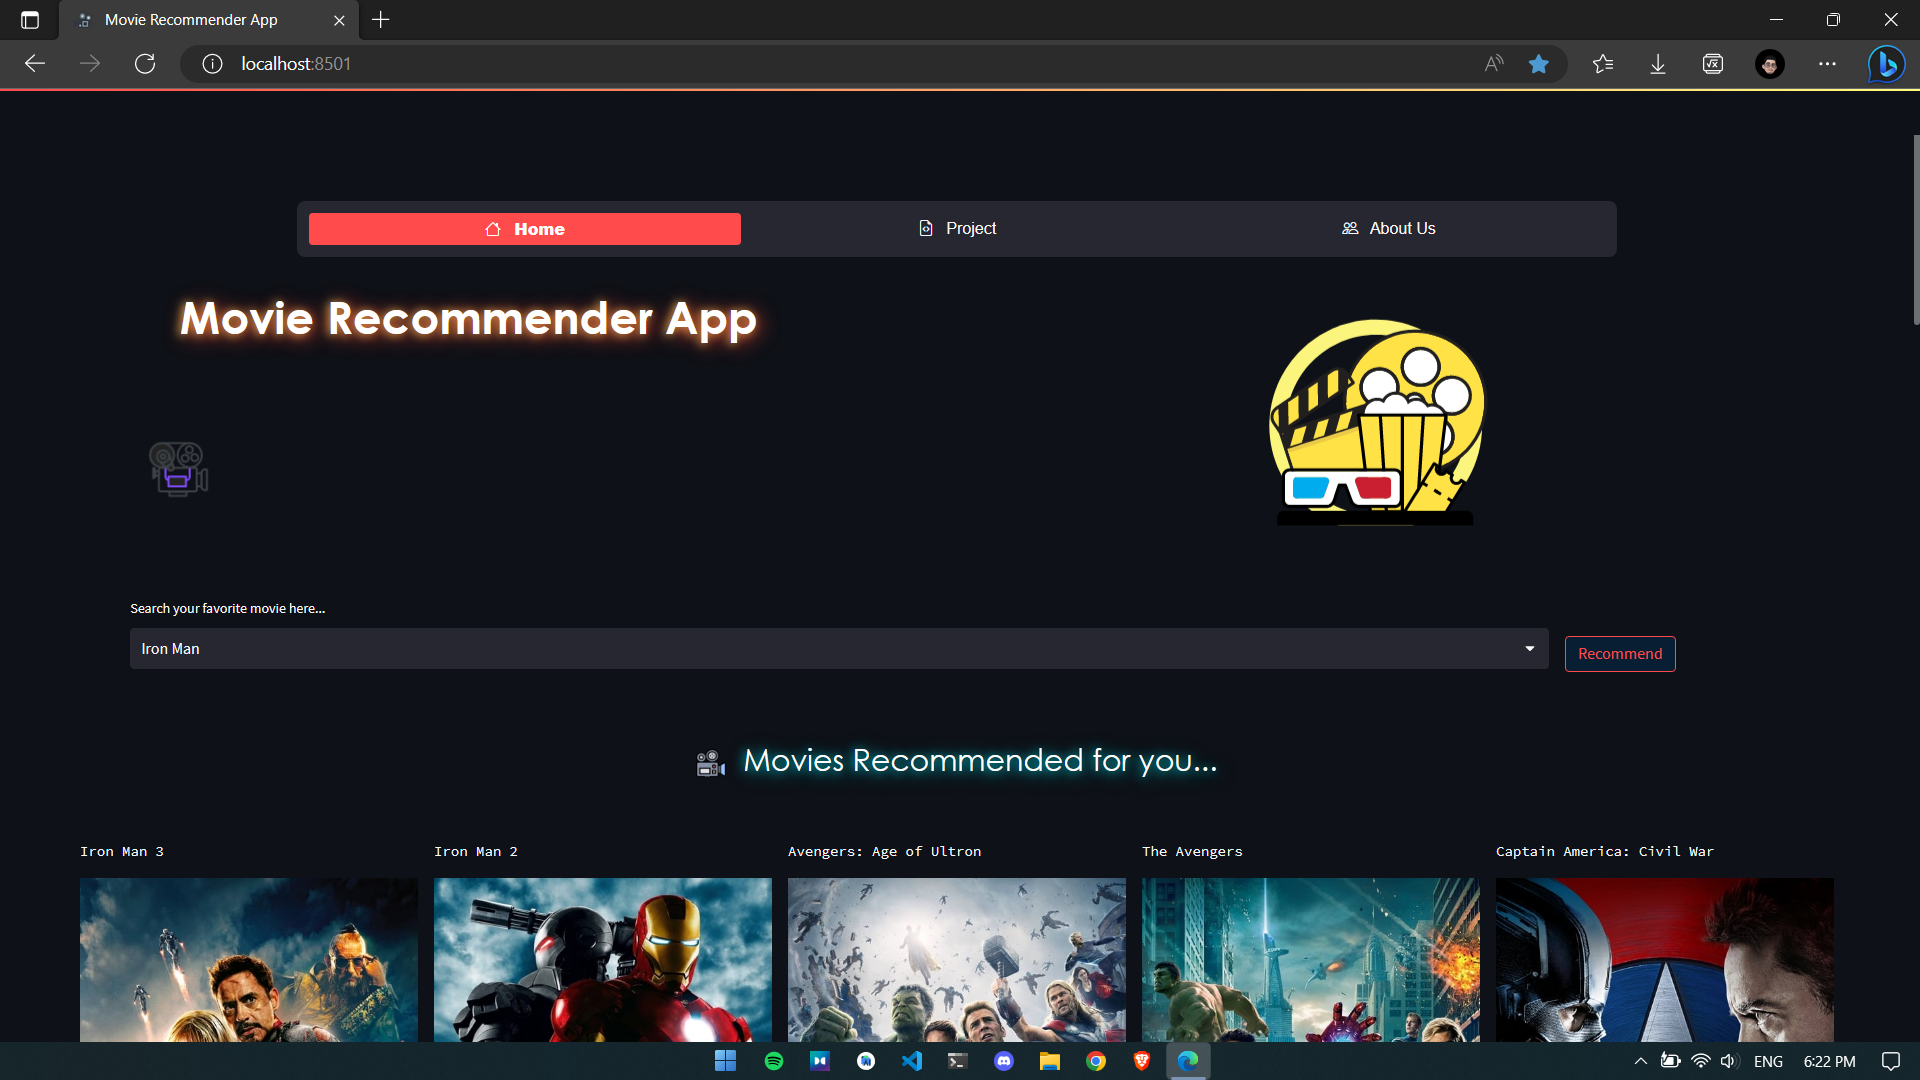 Movie Recommender App
localhost:8501
Home
Project
About Us
Movie Recommender App
Search your favorite movie here...
Iron Man
Recommend
Movies Recommended for you...
Iron Man 3
Iron Man 2
Avengers: Age of Ultron
The Avengers
Captain America: Civil War
ENG
6:22 PM